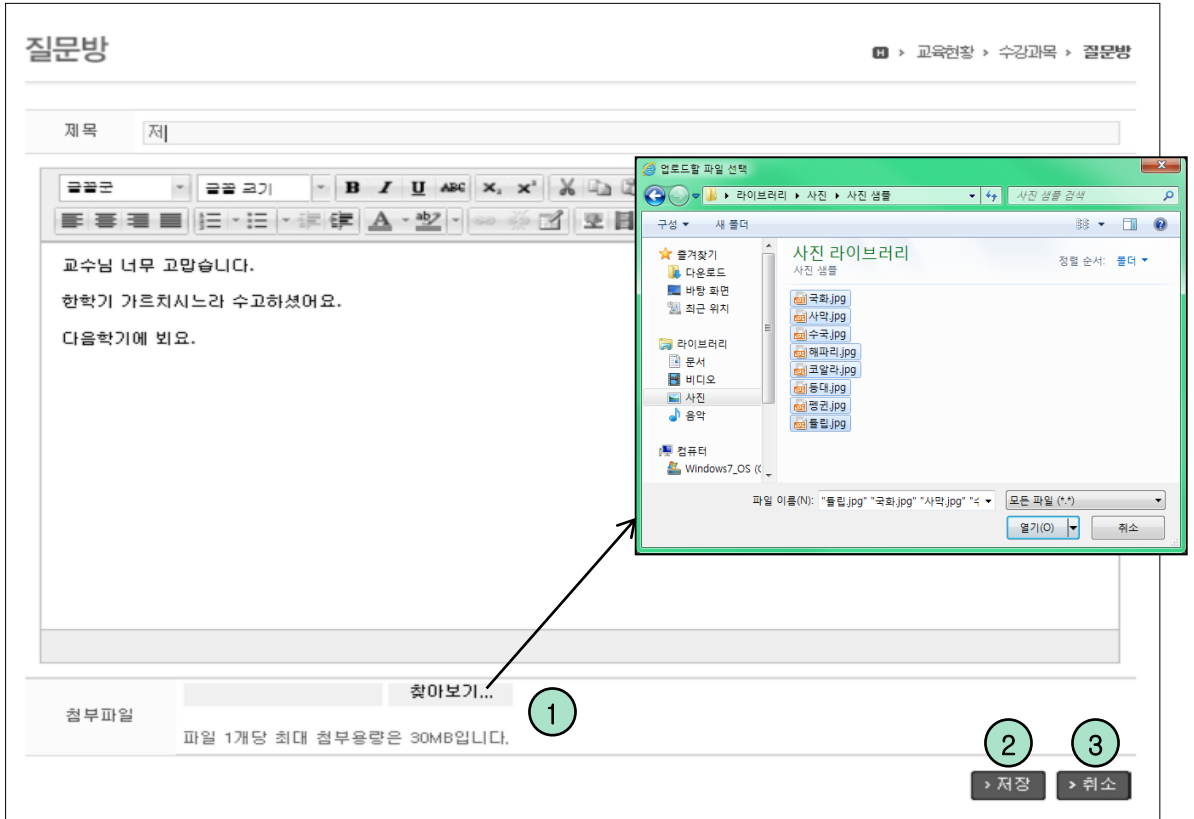 질문방
H > 교육현황 > 수강과목 > 질문방
제목 저
글꼴군 글꼴 크기 B I U ABC X₂ X²
교수님 너무 고맙습니다.
한학기 가르치시느라 수고하셨어요.
다음학기에 뵈요.
업로드할 파일 선택
라이브러리 ▸ 사진 ▸ 사진 샘플
사진 샘플 검색
구성 새 폴더
즐겨찾기
다운로드
바탕 화면
최근 위치
라이브러리
문서
비디오
사진
음악
컴퓨터
Windows7_OS (C
사진 라이브러리
사진 샘플
정렬 순서: 폴더
국화.jpg
사막.jpg
수국.jpg
해파리.jpg
코알라.jpg
등대.jpg
펭귄.jpg
튤립.jpg
파일 이름(N): "튤립.jpg" "국화.jpg" "사막.jpg" "수
모든 파일 (*.*)
열기(O) 취소
첨부파일
찾아보기...
1
파일 1개당 최대 첨부용량은 30MB입니다.
2 3
> 저장 > 취소